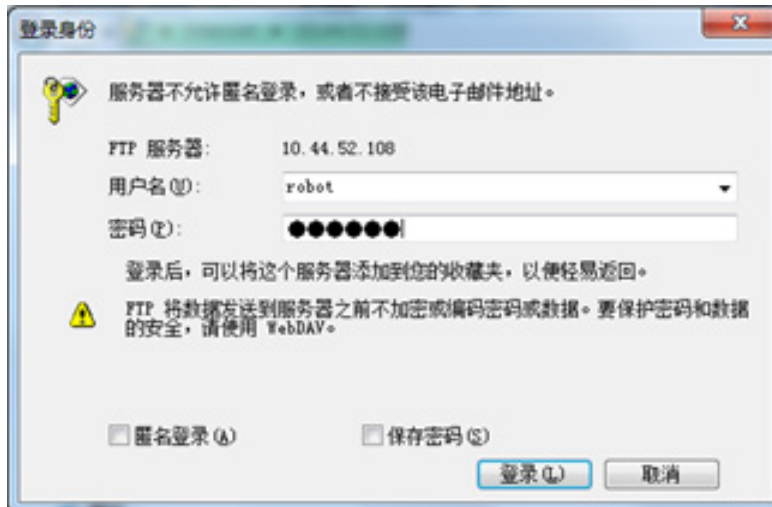 登录身份
服务器不允许匿名登录，或者不接受该电子邮件地址。
FTP 服务器: 10.44.52.108
用户名(U): robot
密码(P): ●●●●●●
登录后，可以将这个服务器添加到您的收藏夹，以便轻易返回。
FTP 将数据发送到服务器之前不加密或编码密码或数据。要保护密码和数据
的安全，请使用 WebDAV。
匿名登录(A) 保存密码(S)
登录(L) 取消